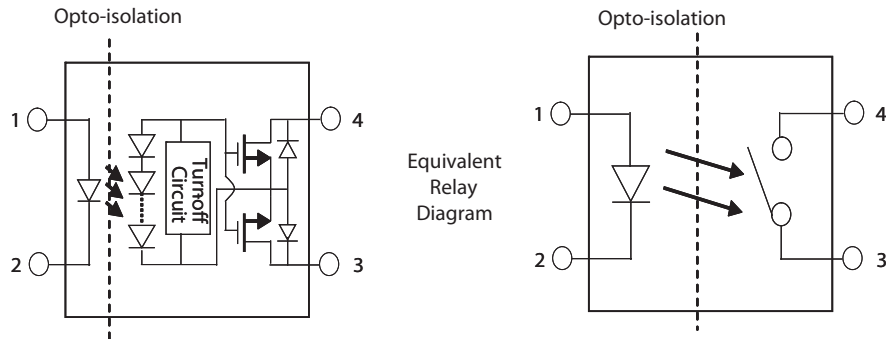 Opto-isolation
1
2
Turnoff
Circuit
4
3
Equivalent
Relay
Diagram
Opto-isolation
1
2
4
3